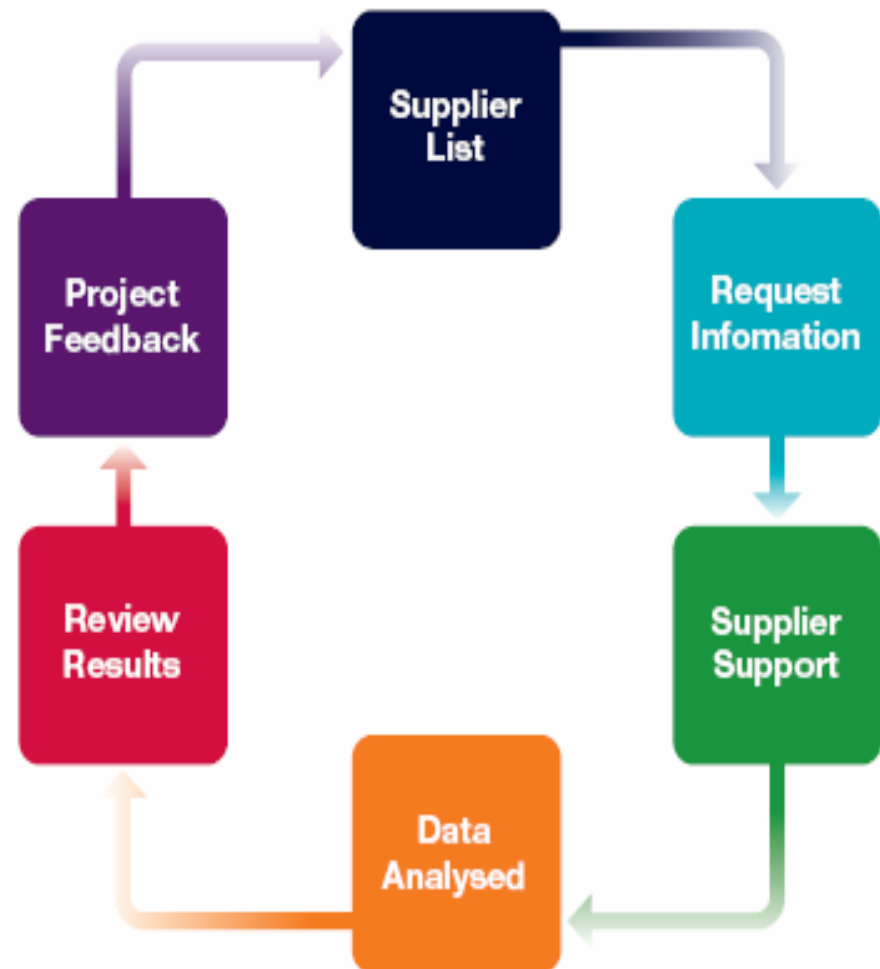 Supplier
List
Request
Infomation
Supplier
Support
Data
Analysed
Review
Results
Project
Feedback